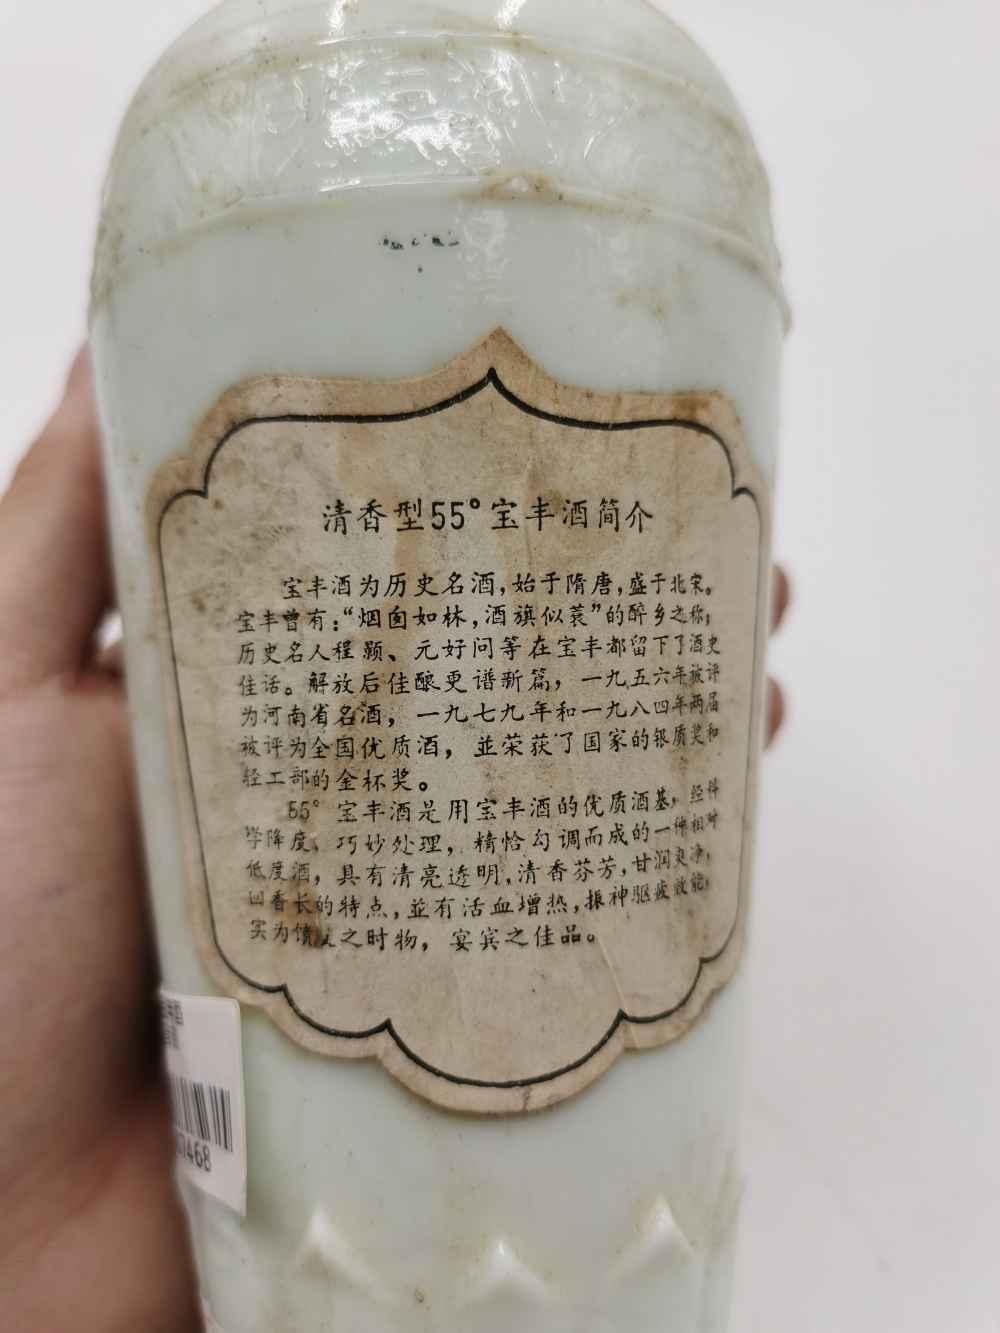 清香型55°宝丰酒简介
宝丰酒为历史名酒,始于隋唐,盛于北宋。
宝丰曾有:“烟囱如林,酒旗似荗”的醉乡之称;
历史名人程颢、元好问等在宝丰都留下了酒史
佳话。解放后佳酿更谱新篇,一九五六年被评
为河南省名酒,一九七九年和一九八四年两届
被评为全国优质酒,並荣获了国家的银质奖和
轻工部的金杯奖。
55°宝丰酒是用宝丰酒的优质酒基,经科
学降度、巧妙处理,精恰勾调而成的一种相对
低度酒,具有清亮透明,清香芬芳,甘润爽净,
回香长的特点,並有活血增热,振神驱疲效能,
实为馈友之时物,宴宾之佳品。
468